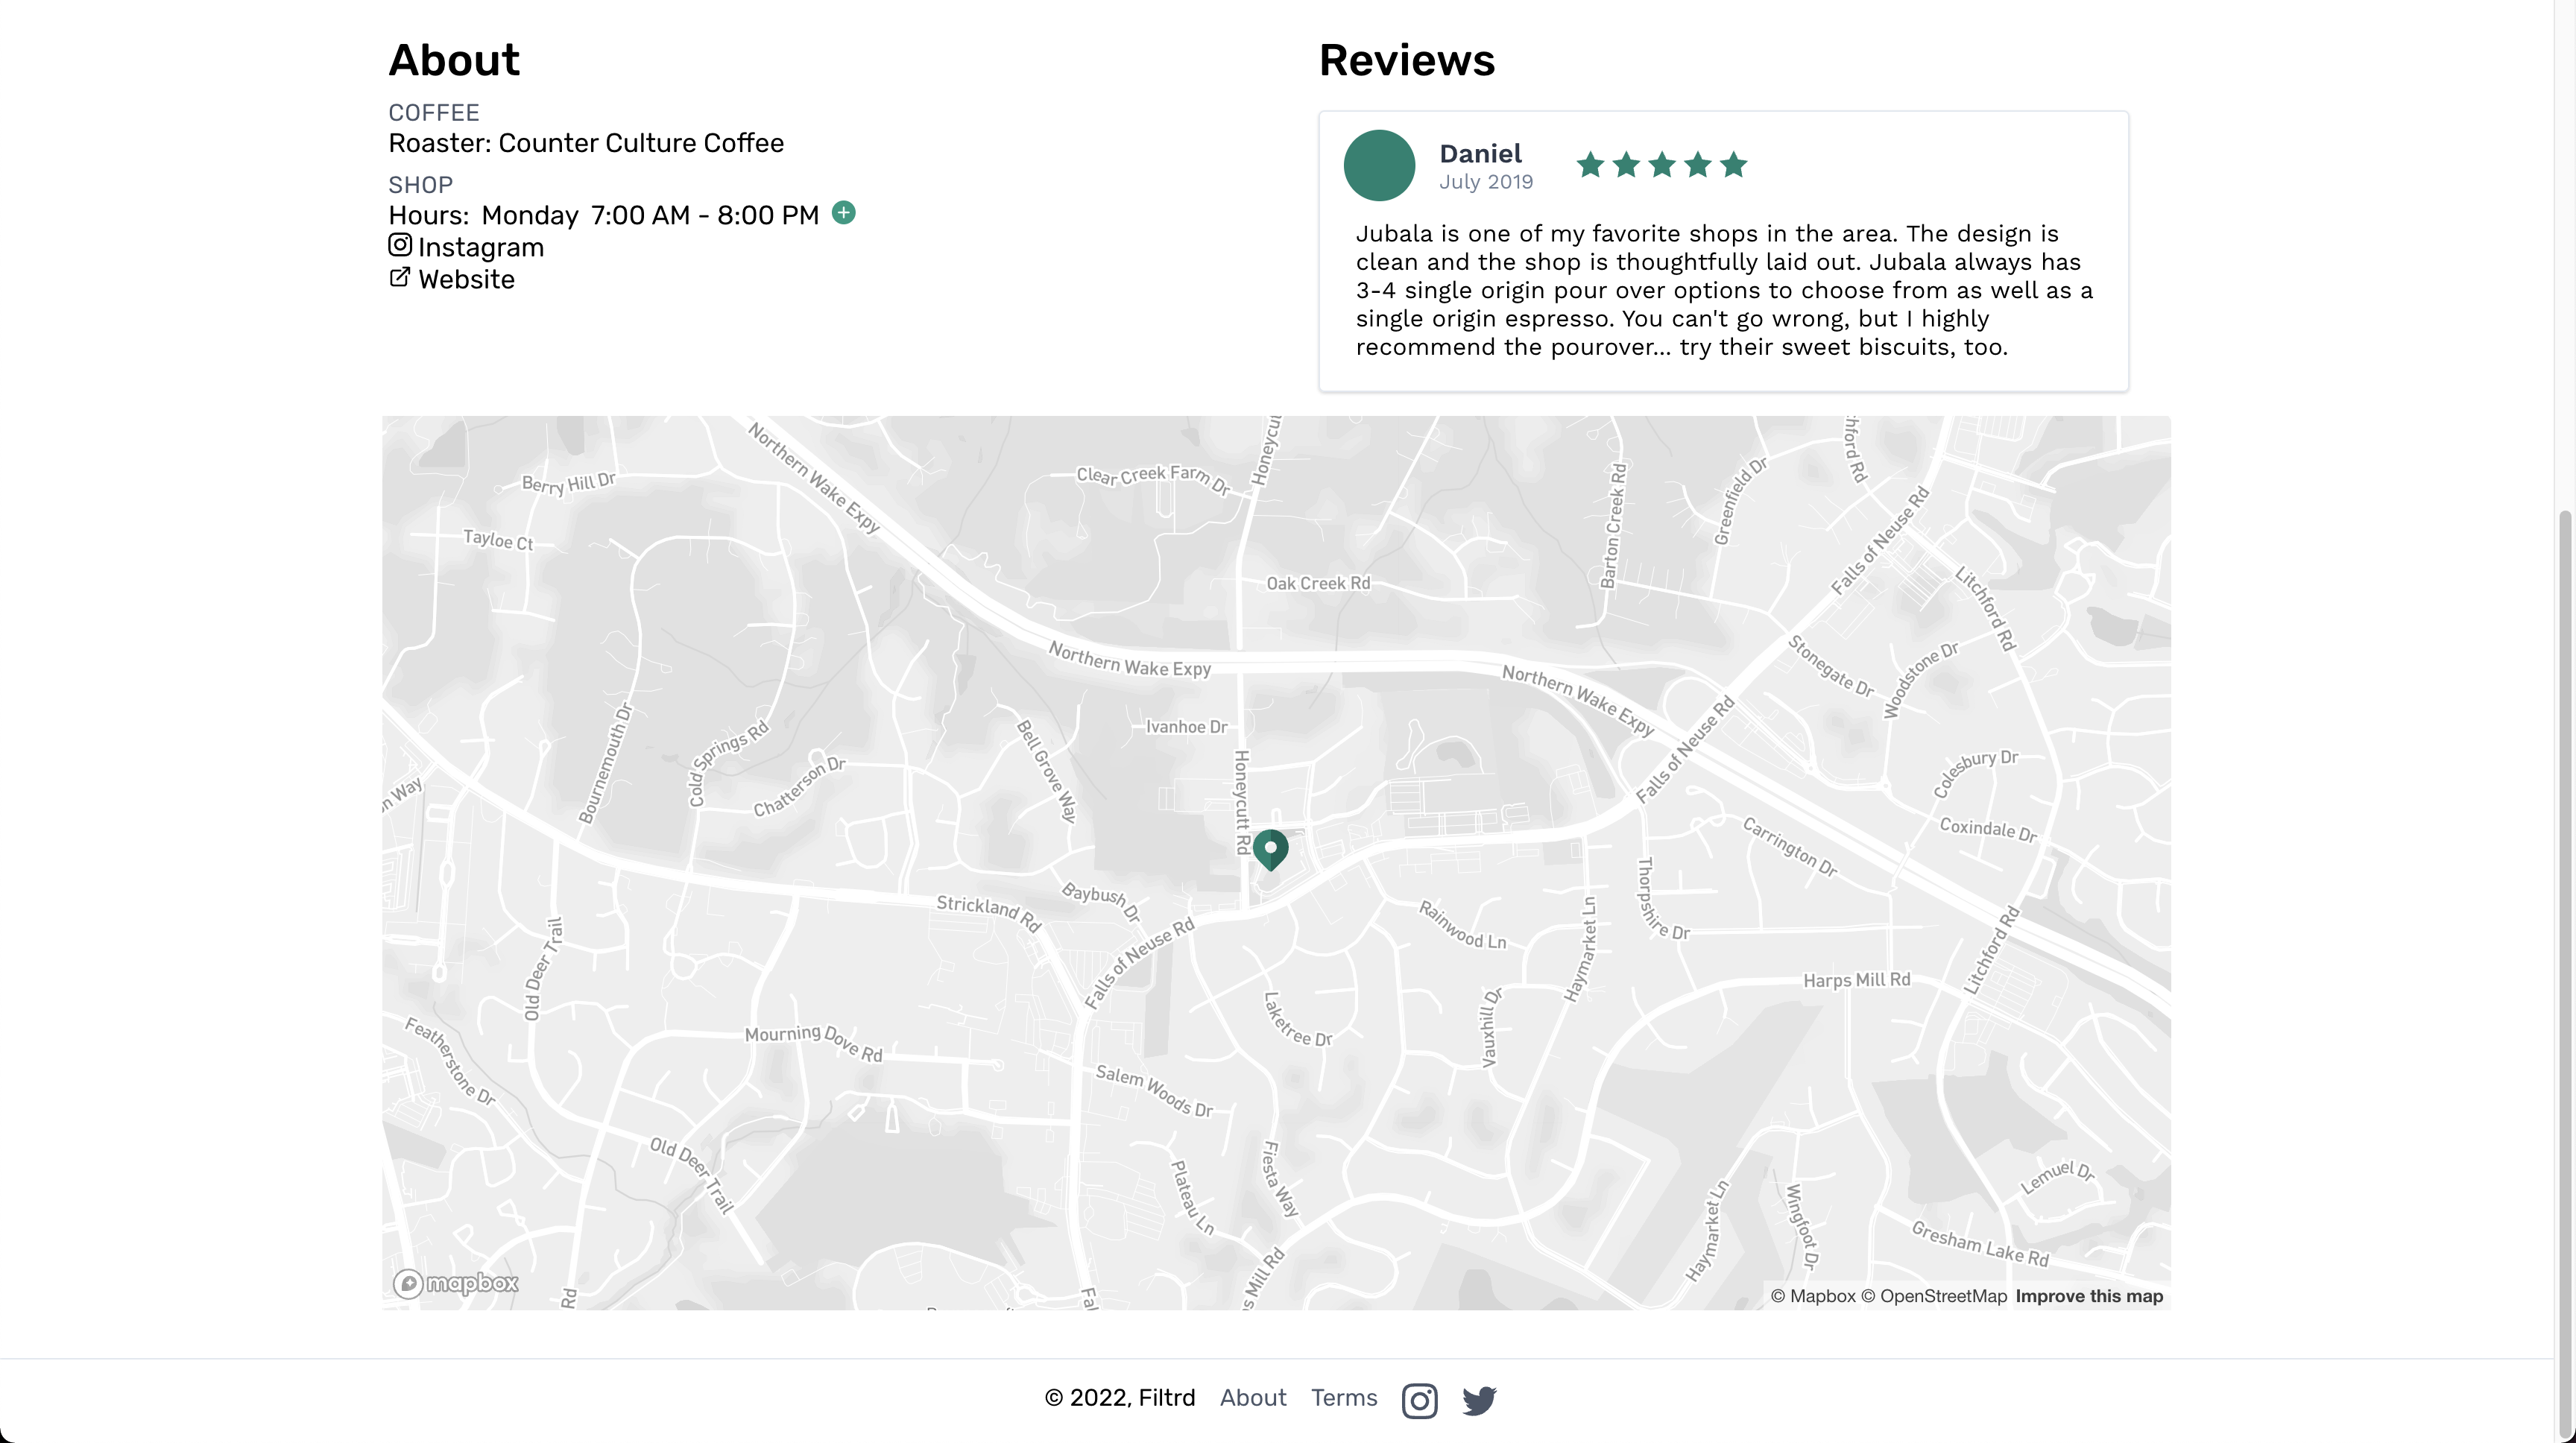 About
COFFEE
Roaster: Counter Culture Coffee
SHOP
Hours: Monday 7:00 AM - 8:00 PM
Instagram
Website
Reviews
Daniel
July 2019
Jubala is one of my favorite shops in the area. The design is
clean and the shop is thoughtfully laid out. Jubala always has
3-4 single origin pour over options to choose from as well as a
single origin espresso. You can't go wrong, but I highly
recommend the pourover... try their sweet biscuits, too.
Northern Wake Expy
Honeycu
hford Rd
Berry Hill Dr
Clear Creek Farm Dr
Barton Creek Rd
Greenfield Dr
Falls of Neuse Rd
Tayloe Ct
Oak Creek Rd
Litchford Rd
Northern Wake Expy
Northern Wake Expy
Stonegate Dr
Woodstone Dr
Bournemouth Dr
Cold Springs Rd
Chatterson Dr
Bell Grove Way
Ivanhoe Dr
Honeycutt Rd
Falls of Neuse Rd
Colesbury Dr
n Way
Coxindale Dr
Carrington Dr
Strickland Rd
Baybush Dr
Falls of Neuse Rd
Rainwood Ln
Haymarket Ln
Thorpshire Dr
Litchford Rd
Old Deer Trail
Harps Mill Rd
Laketree Dr
Vauxhill Dr
Featherstone Dr
Mourning Dove Rd
Salem Woods Dr
Old Deer Trail
Plateau Ln
Fiesta Way
Haymarket Ln
Wingfoot Dr
Lemuel Dr
Gresham Lake Rd
Rd
Fal
s Mill Rd
mapbox
© Mapbox © OpenStreetMap Improve this map
© 2022, Filtrd About Terms